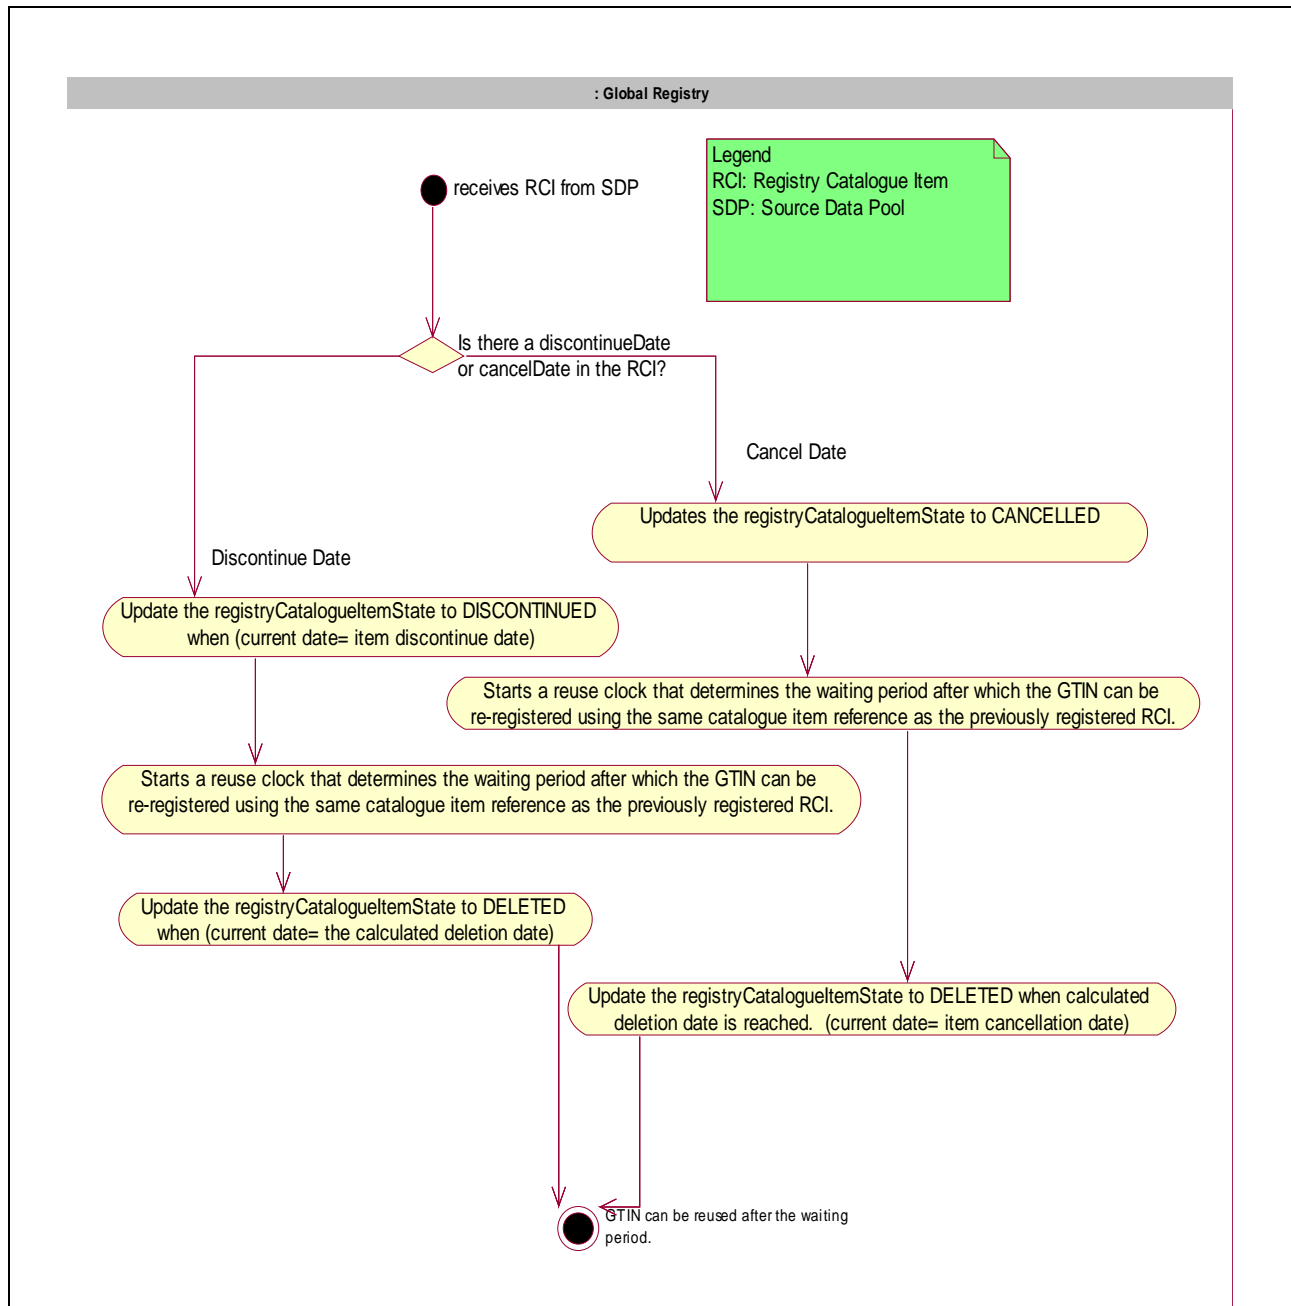 : Global Registry
Legend
RCI: Registry Catalogue Item
SDP: Source Data Pool
receives RCI from SDP
Is there a discontinueDate
or cancelDate in the RCI?
Cancel Date
Updates the registryCatalogueItemState to CANCELLED
Discontinue Date
Update the registryCatalogueItemState to DISCONTINUED
when (current date= item discontinue date)
Starts a reuse clock that determines the waiting period after which the GTIN can be
re-registered using the same catalogue item reference as the previously registered RCI.
Starts a reuse clock that determines the waiting period after which the GTIN can be
re-registered using the same catalogue item reference as the previously registered RCI.
Update the registryCatalogueItemState to DELETED
when (current date= the calculated deletion date)
Update the registryCatalogueItemState to DELETED when calculated
deletion date is reached.  (current date= item cancellation date)
GTIN can be reused after the waiting
period.